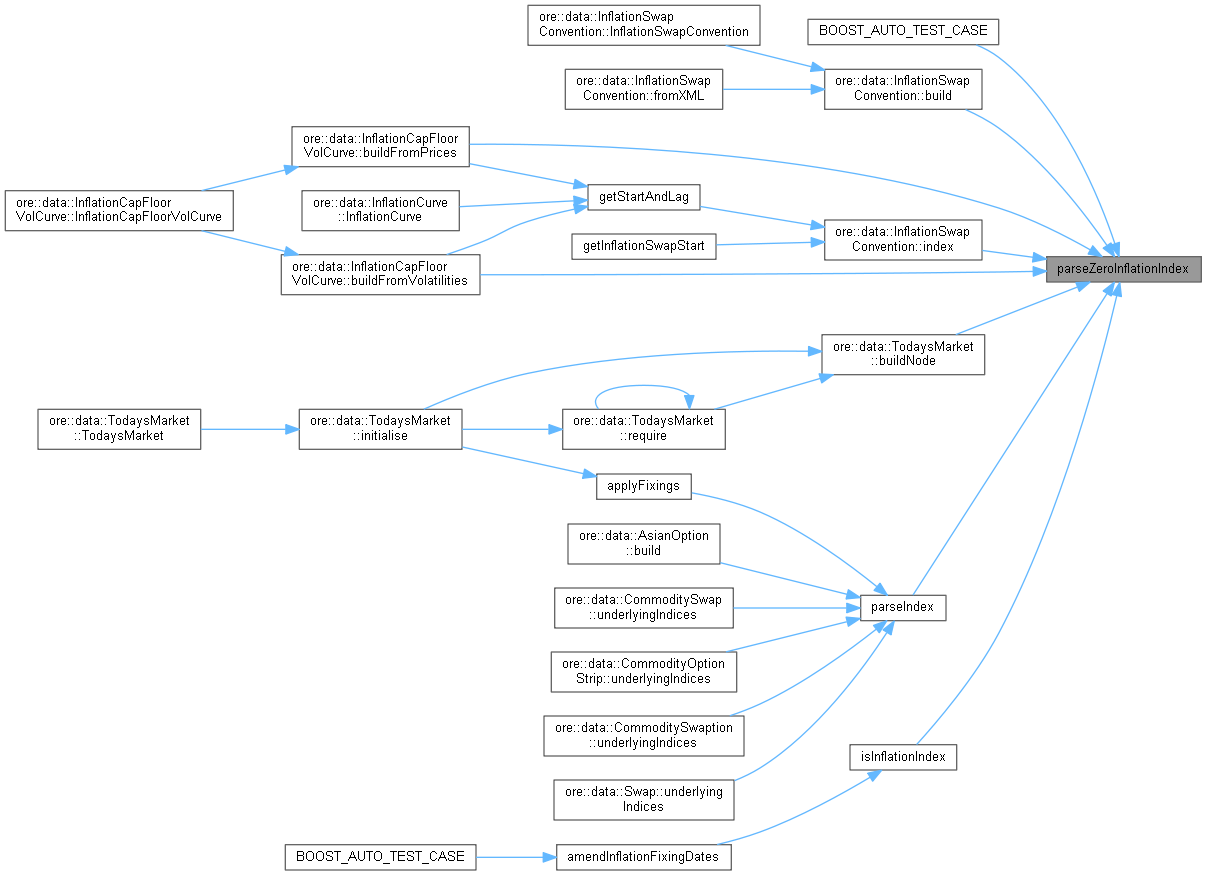 ore::data::InflationSwap
Convention::InflationSwapConvention
BOOST_AUTO_TEST_CASE
ore::data::InflationSwap
Convention::fromXML
ore::data::InflationSwap
Convention::build
ore::data::InflationCapFloor
VolCurve::buildFromPrices
ore::data::InflationCapFloor
VolCurve::InflationCapFloorVolCurve
ore::data::InflationCurve
::InflationCurve
getStartAndLag
getInflationSwapStart
ore::data::InflationSwap
Convention::index
ore::data::InflationCapFloor
VolCurve::buildFromVolatilities
parseZeroInflationIndex
ore::data::TodaysMarket
::buildNode
ore::data::TodaysMarket
::TodaysMarket
ore::data::TodaysMarket
::initialise
ore::data::TodaysMarket
::require
applyFixings
ore::data::AsianOption
::build
ore::data::CommoditySwap
::underlyingIndices
parseIndex
ore::data::CommodityOption
Strip::underlyingIndices
ore::data::CommoditySwaption
::underlyingIndices
isInflationIndex
ore::data::Swap::underlying
Indices
BOOST_AUTO_TEST_CASE
amendInflationFixingDates